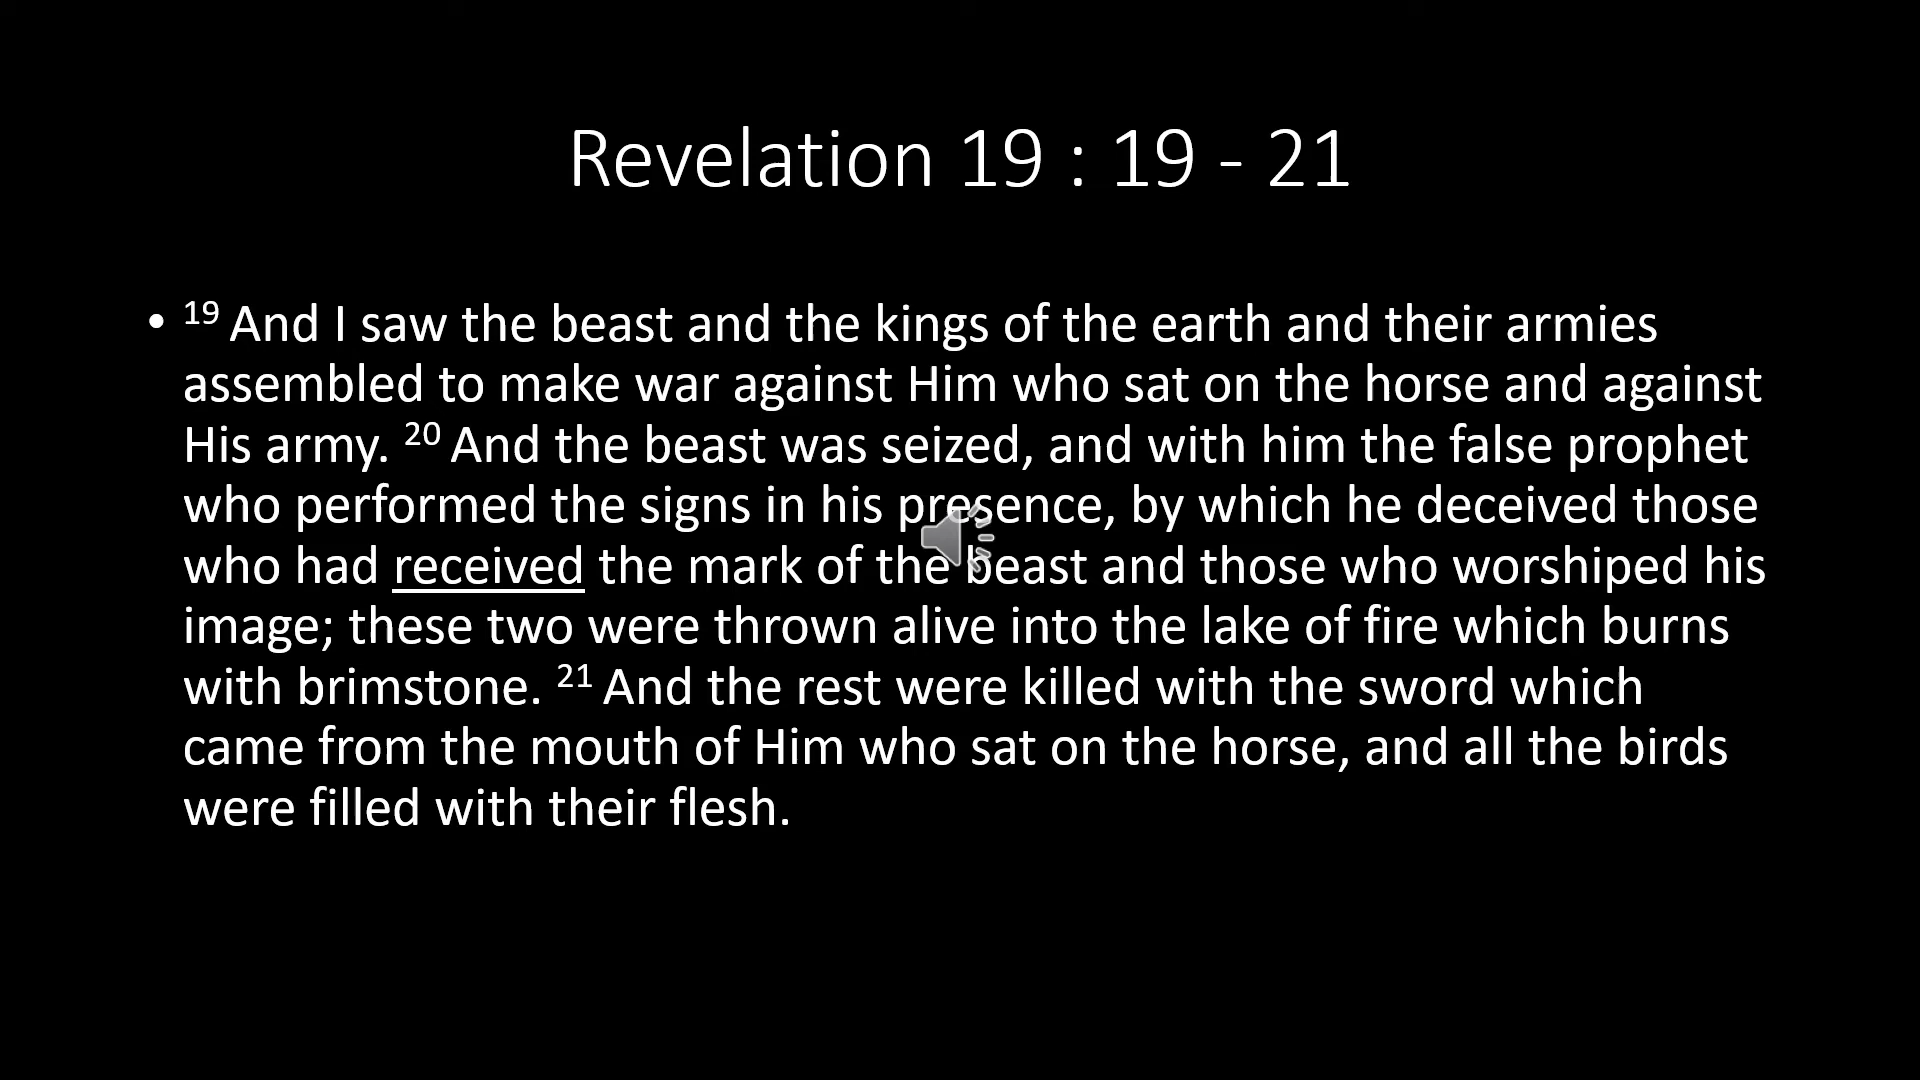 Revelation 19 : 19 - 21
• 19 And I saw the beast and the kings of the earth and their armies
assembled to make war against Him who sat on the horse and against
His army. 20 And the beast was seized, and with him the false prophet
who performed the signs in his presence, by which he deceived those
who had received the mark of the beast and those who worshiped his
image; these two were thrown alive into the lake of fire which burns
with brimstone. 21 And the rest were killed with the sword which
came from the mouth of Him who sat on the horse, and all the birds
were filled with their flesh.